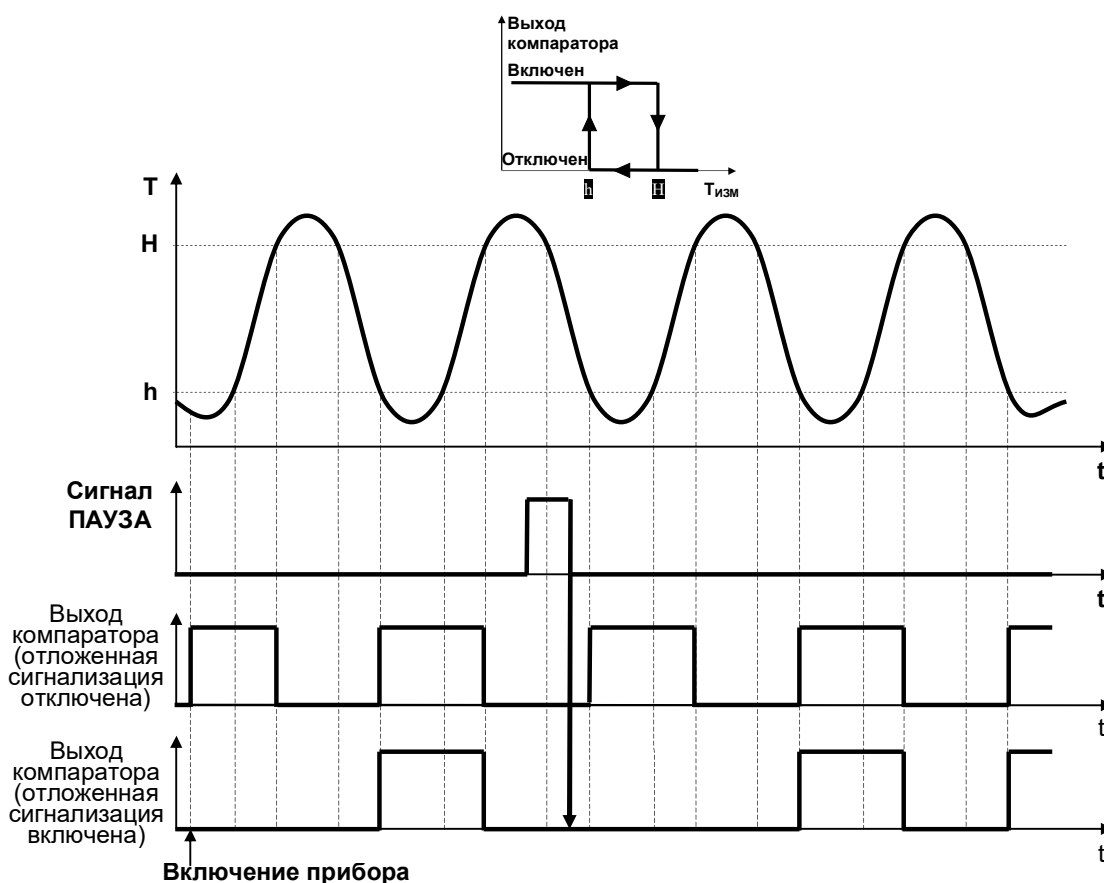 Выход
компаратора
Включен
Отключен
h
H
Tизм
T
H
h
t
Сигнал
ПАУЗА
t
Выход
компаратора
(отложенная
сигнализация
отключена)
t
Выход
компаратора
(отложенная
сигнализация
включена)
t
Включение прибора